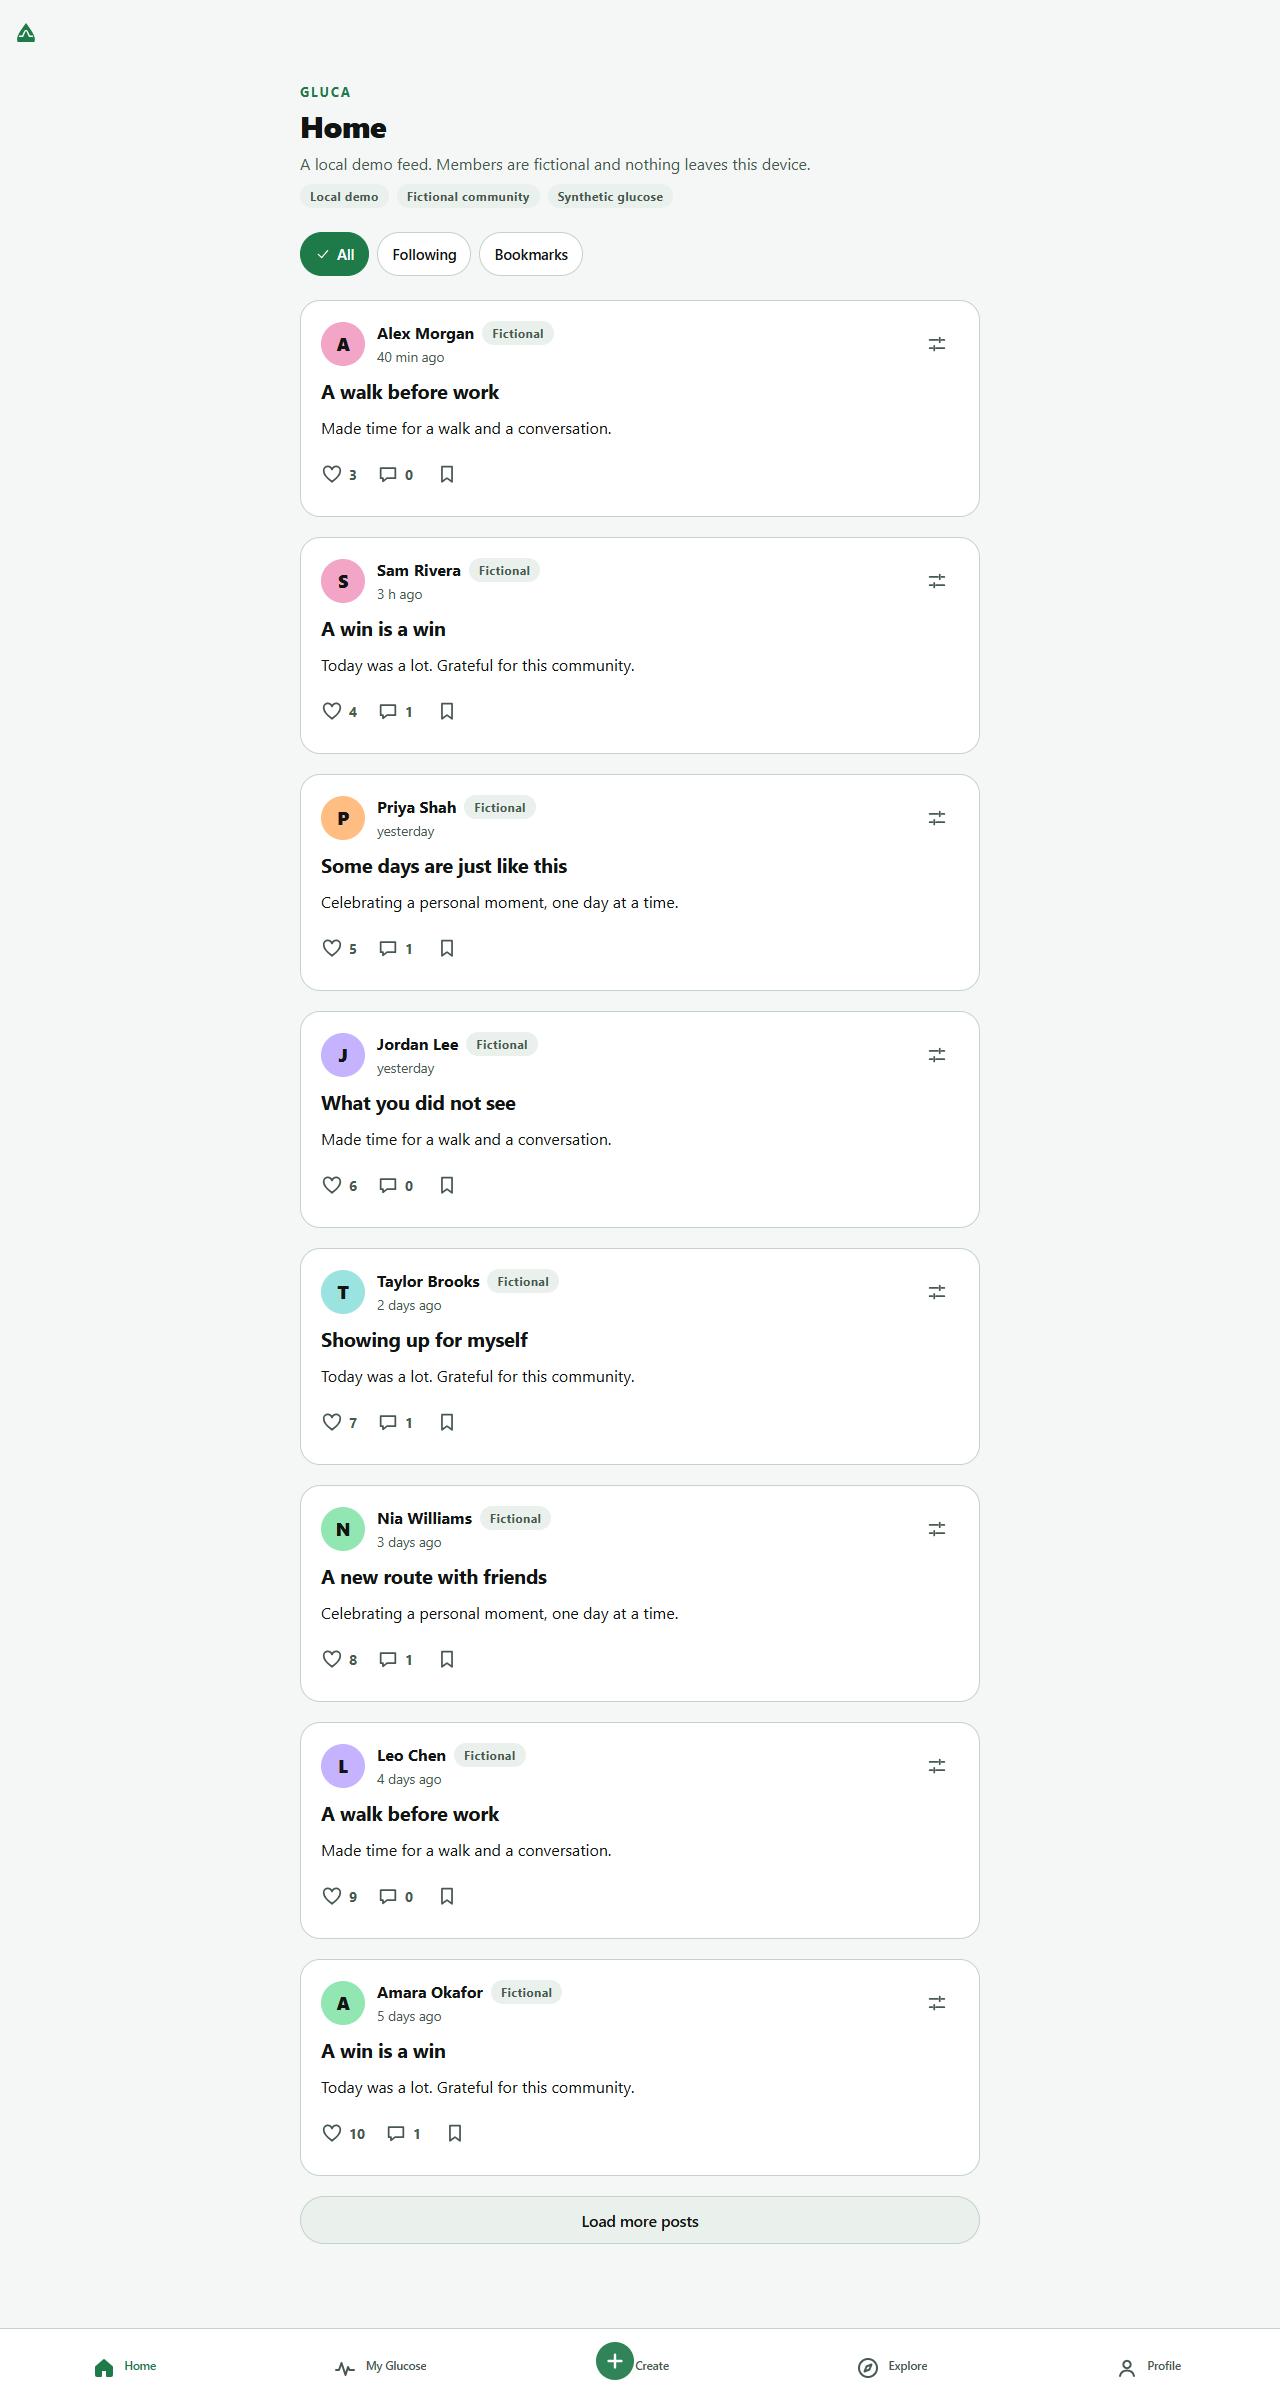 GLUCA
Home
A local demo feed. Members are fictional and nothing leaves this device.
Local demo Fictional community Synthetic glucose
All Following Bookmarks
A Alex Morgan Fictional
40 min ago
A walk before work
Made time for a walk and a conversation.
3 0
S Sam Rivera Fictional
3 h ago
A win is a win
Today was a lot. Grateful for this community.
4 1
P Priya Shah Fictional
yesterday
Some days are just like this
Celebrating a personal moment, one day at a time.
5 1
J Jordan Lee Fictional
yesterday
What you did not see
Made time for a walk and a conversation.
6 0
T Taylor Brooks Fictional
2 days ago
Showing up for myself
Today was a lot. Grateful for this community.
7 1
N Nia Williams Fictional
3 days ago
A new route with friends
Celebrating a personal moment, one day at a time.
8 1
L Leo Chen Fictional
4 days ago
A walk before work
Made time for a walk and a conversation.
9 0
A Amara Okafor Fictional
5 days ago
A win is a win
Today was a lot. Grateful for this community.
10 1
Load more posts
Home My Glucose Create Explore Profile